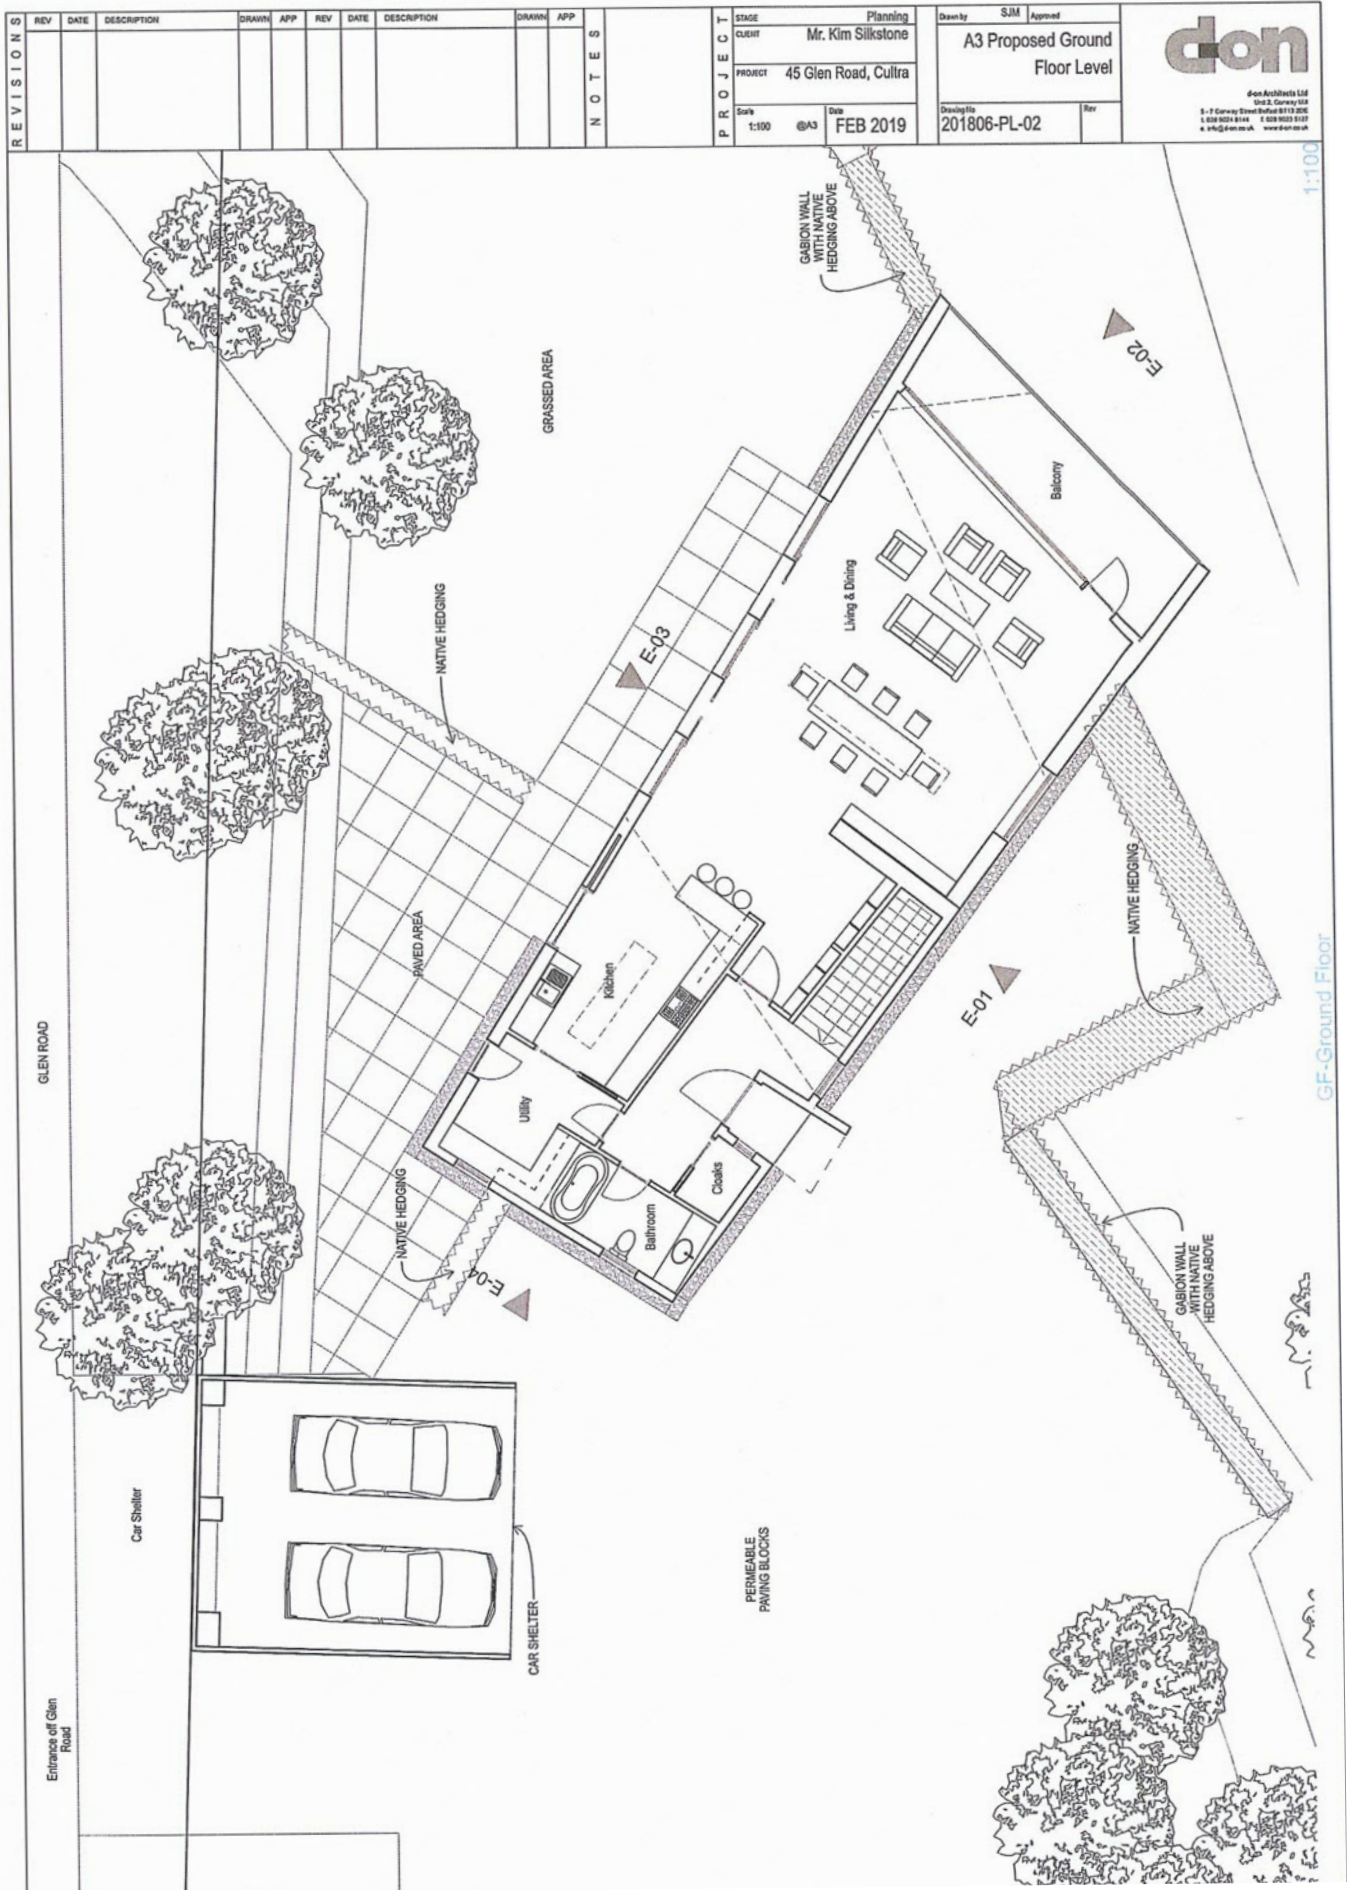 REVISIONS
REV DATE DESCRIPTION DRAWN APP REV DATE DESCRIPTION DRAWN APP
NOTES
PROJECT
STAGE Planning
CLIENT Mr. Kim Silkstone
PROJECT 45 Glen Road, Cultra
Scale 1:100 @A3
Date FEB 2019
Drawn by SJM Approved
A3 Proposed Ground
Floor Level
Drawing No Rev
201806-PL-02
d-on
d-on Architects Ltd
1:100
GABION WALL
WITH NATIVE
HEDGING ABOVE
E-02
GRASSED AREA
Balcony
Living & Dining
NATIVE HEDGING
E-03
PAVED AREA
Kitchen
GLEN ROAD
NATIVE HEDGING
E-01
GF-Ground Floor
Utility
Cloaks
Bathroom
NATIVE HEDGING
E-04
GABION WALL
WITH NATIVE
HEDGING ABOVE
Car Shelter
CAR SHELTER
PERMEABLE
PAVING BLOCKS
Entrance off Glen
Road